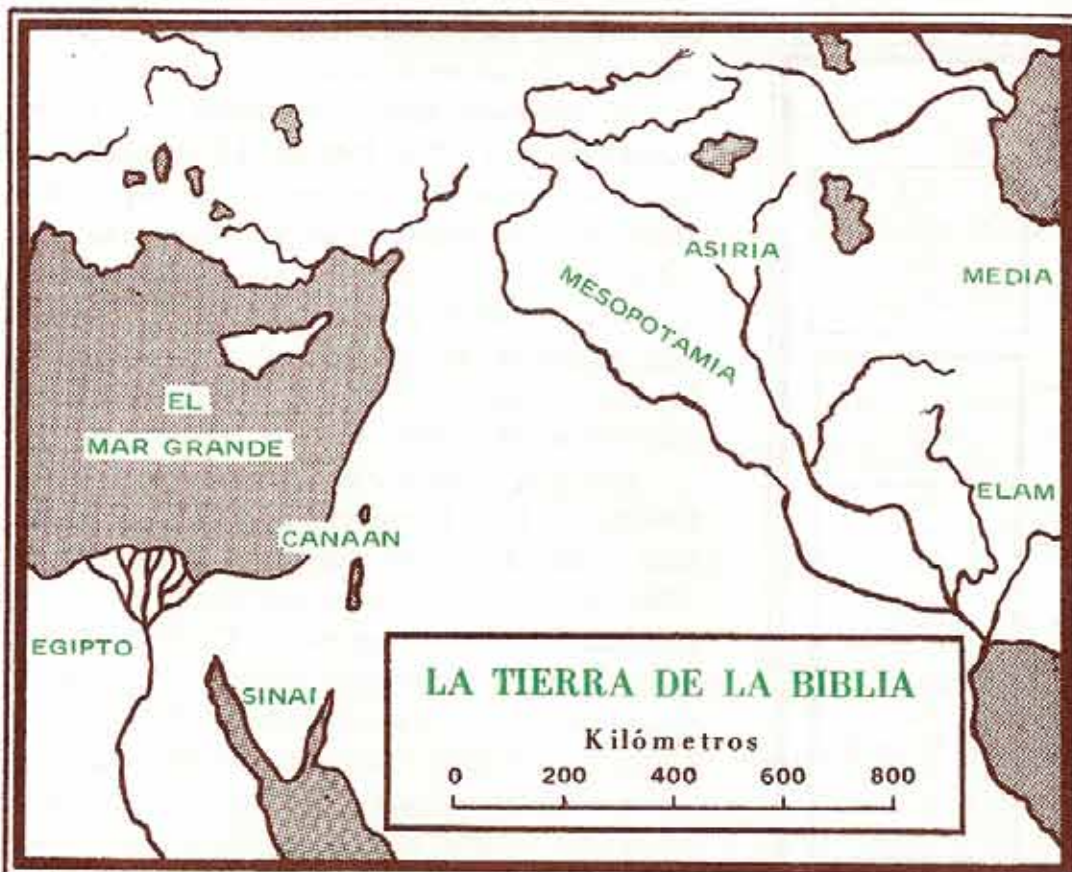 ASIRIA
MEDIA
MESOPOTAMIA
EL
MAR GRANDE
ELAM
CANAAN
EGIPTO
SINAÍ
LA TIERRA DE LA BIBLIA
Kilómetros
0 200 400 600 800